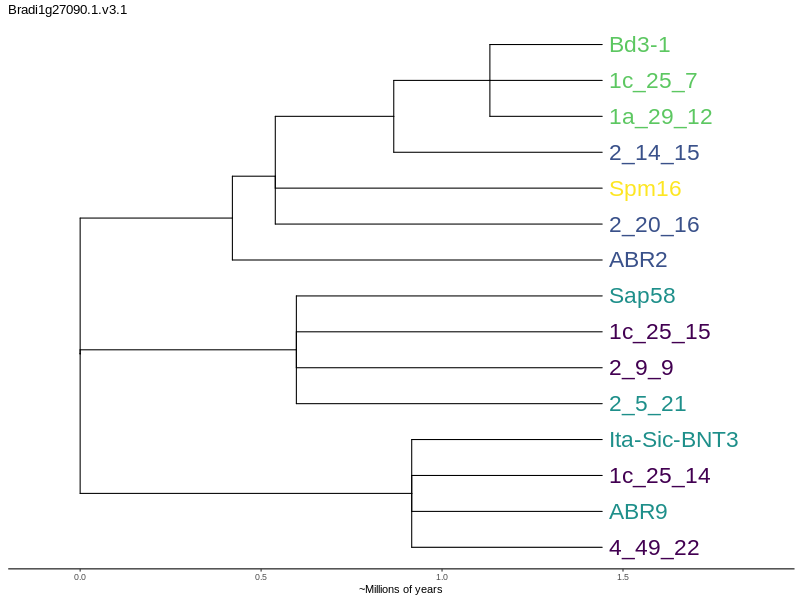 Bradi1g27090.1.v3.1
Bd3-1
1c_25_7
1a_29_12
2_14_15
Spm16
2_20_16
ABR2
Sap58
1c_25_15
2_9_9
2_5_21
Ita-Sic-BNT3
1c_25_14
ABR9
4_49_22
0.0 0.5 1.0 1.5
~Millions of years